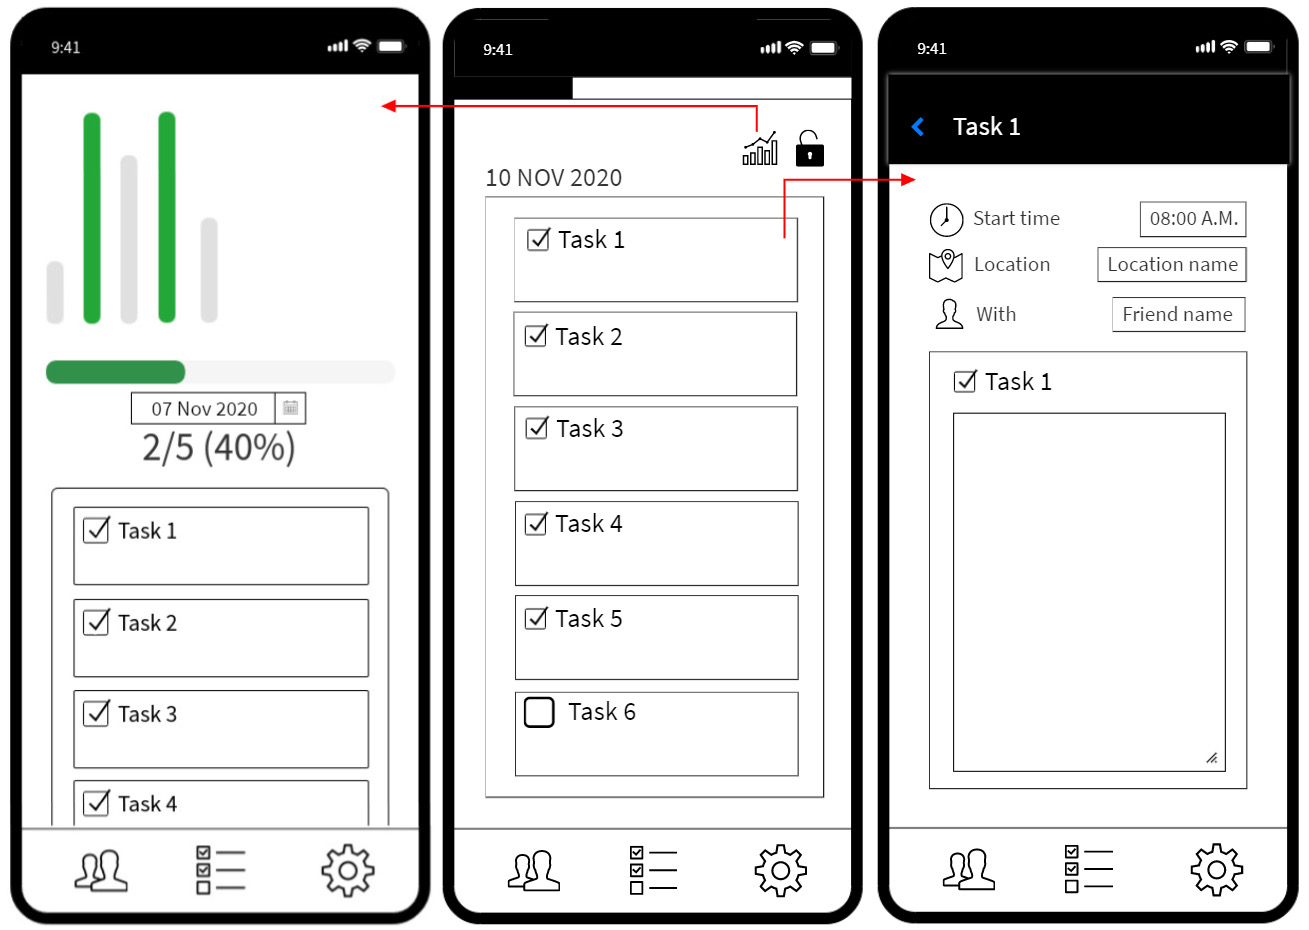 9:41
07 Nov 2020
2/5 (40%)
Task 1
Task 2
Task 3
Task 4
9:41
10 NOV 2020
Task 1
Task 2
Task 3
Task 4
Task 5
Task 6
9:41
Task 1
Start time 08:00 A.M.
Location Location name
With Friend name
Task 1